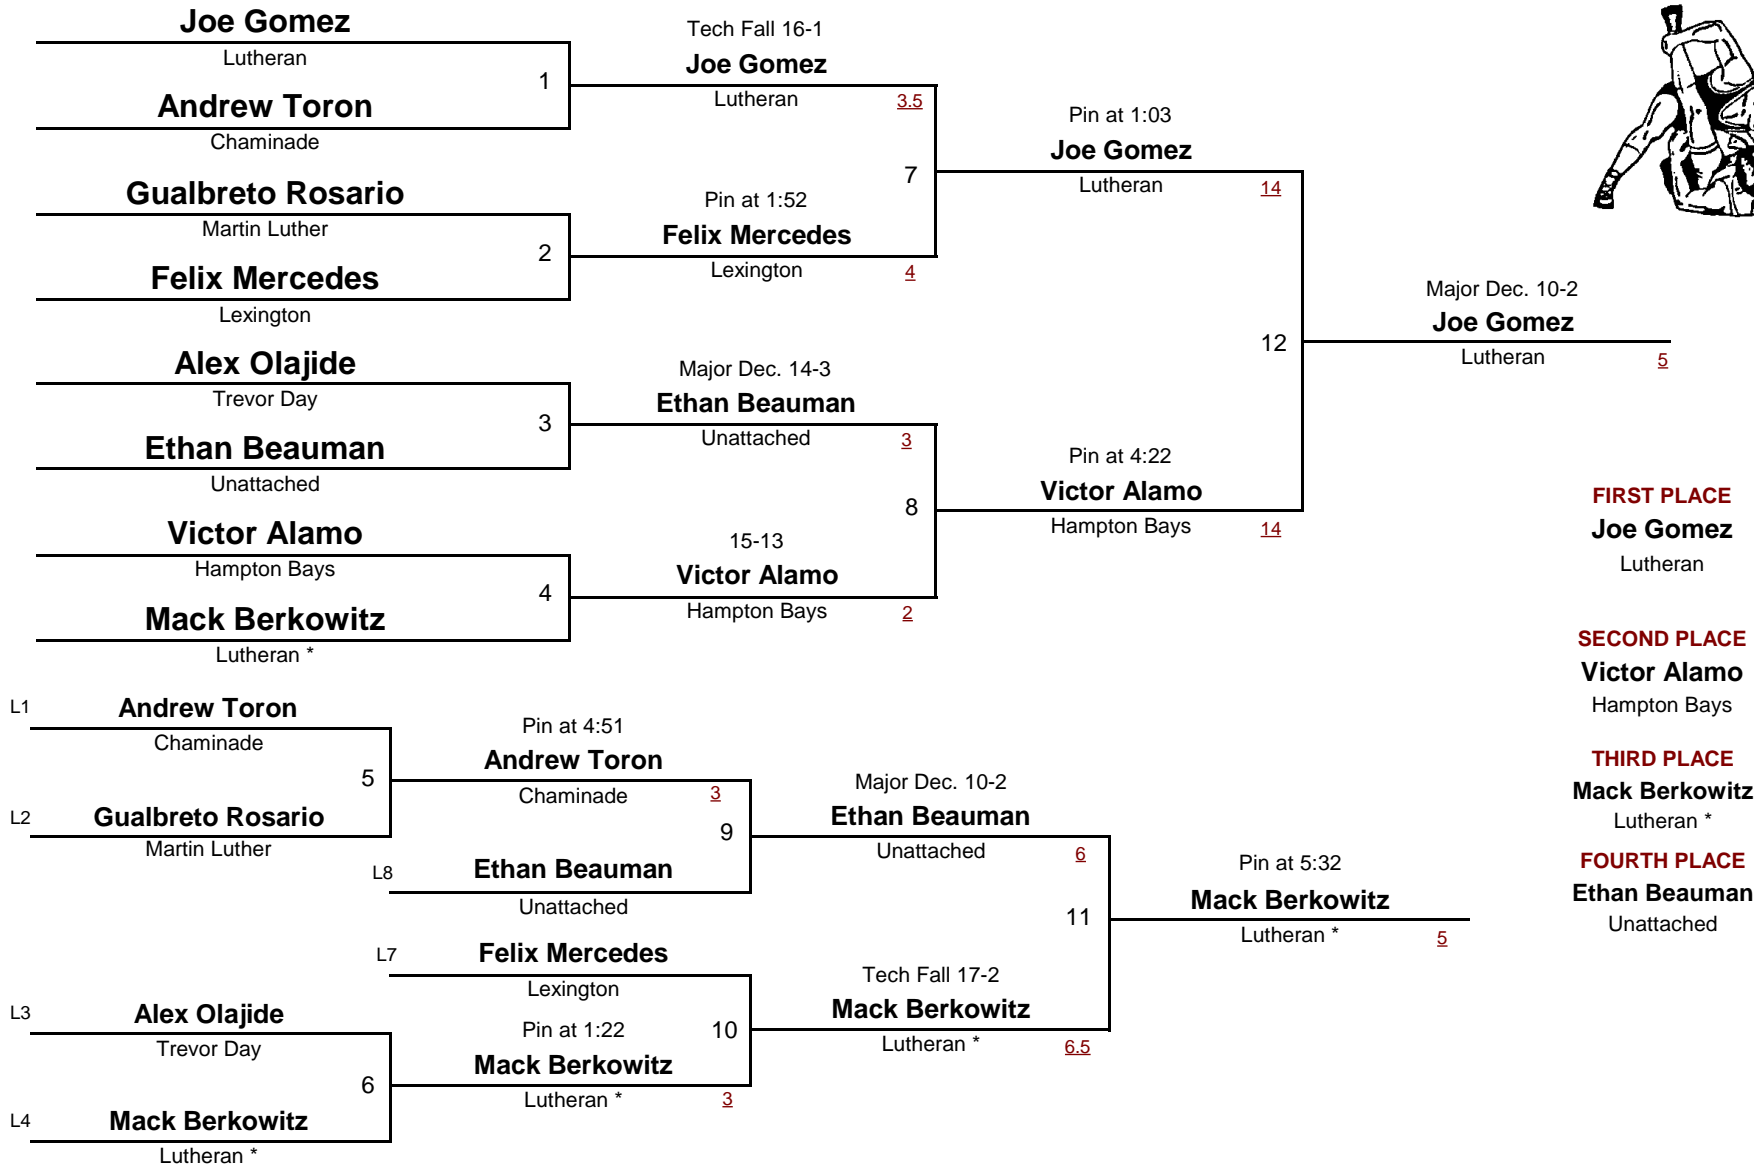 Joe Gomez
Lutheran
1
Andrew Toron
Chaminade
Gualbreto Rosario
Martin Luther
2
Felix Mercedes
Lexington
Alex Olajide
Trevor Day
3
Ethan Beauman
Unattached
Victor Alamo
Hampton Bays
4
Mack Berkowitz
Lutheran *
Tech Fall 16-1
Joe Gomez
Lutheran 3.5
7
Pin at 1:52
Felix Mercedes
Lexington 4
Major Dec. 14-3
Ethan Beauman
Unattached 3
8
15-13
Victor Alamo
Hampton Bays 2
Pin at 1:03
Joe Gomez
Lutheran 14
12
Pin at 4:22
Victor Alamo
Hampton Bays 14
Major Dec. 10-2
Joe Gomez
Lutheran 5
FIRST PLACE
Joe Gomez
Lutheran
SECOND PLACE
Victor Alamo
Hampton Bays
THIRD PLACE
Mack Berkowitz
Lutheran *
FOURTH PLACE
Ethan Beauman
Unattached
L1 Andrew Toron
Chaminade
5
L2 Gualbreto Rosario
Martin Luther
L3 Alex Olajide
Trevor Day
6
L4 Mack Berkowitz
Lutheran *
Pin at 4:51
Andrew Toron
Chaminade 3
9
L8 Ethan Beauman
Unattached
L7 Felix Mercedes
Lexington
10
Pin at 1:22
Mack Berkowitz
Lutheran * 3
Major Dec. 10-2
Ethan Beauman
Unattached 6
11
Tech Fall 17-2
Mack Berkowitz
Lutheran * 6.5
Pin at 5:32
Mack Berkowitz
Lutheran * 5